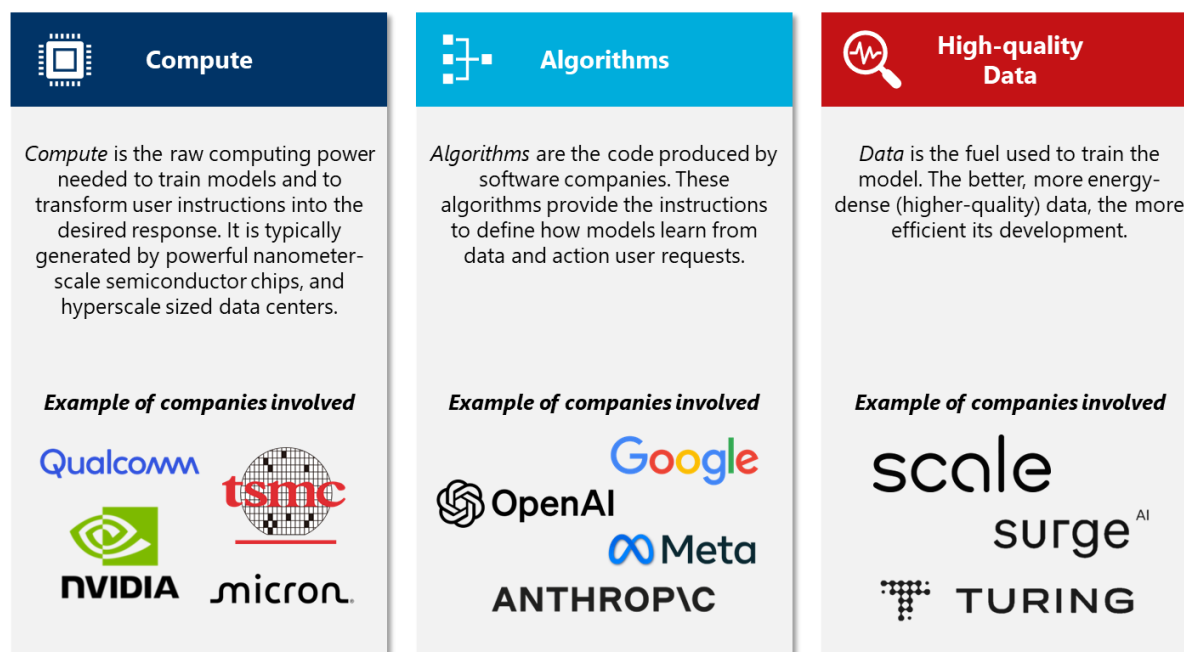 Compute
Compute is the raw computing power
needed to train models and to
transform user instructions into the
desired response. It is typically
generated by powerful nanometer-
scale semiconductor chips, and
hyperscale sized data centers.
Example of companies involved
Qualcomm
tsmc
NVIDIA
micron
Algorithms
Algorithms are the code produced by
software companies. These
algorithms provide the instructions
to define how models learn from
data and action user requests.
Example of companies involved
Google
OpenAI
Meta
ANTHROP\C
High-quality
Data
Data is the fuel used to train the
model. The better, more energy-
dense (higher-quality) data, the more
efficient its development.
Example of companies involved
scale
surge AI
TURING